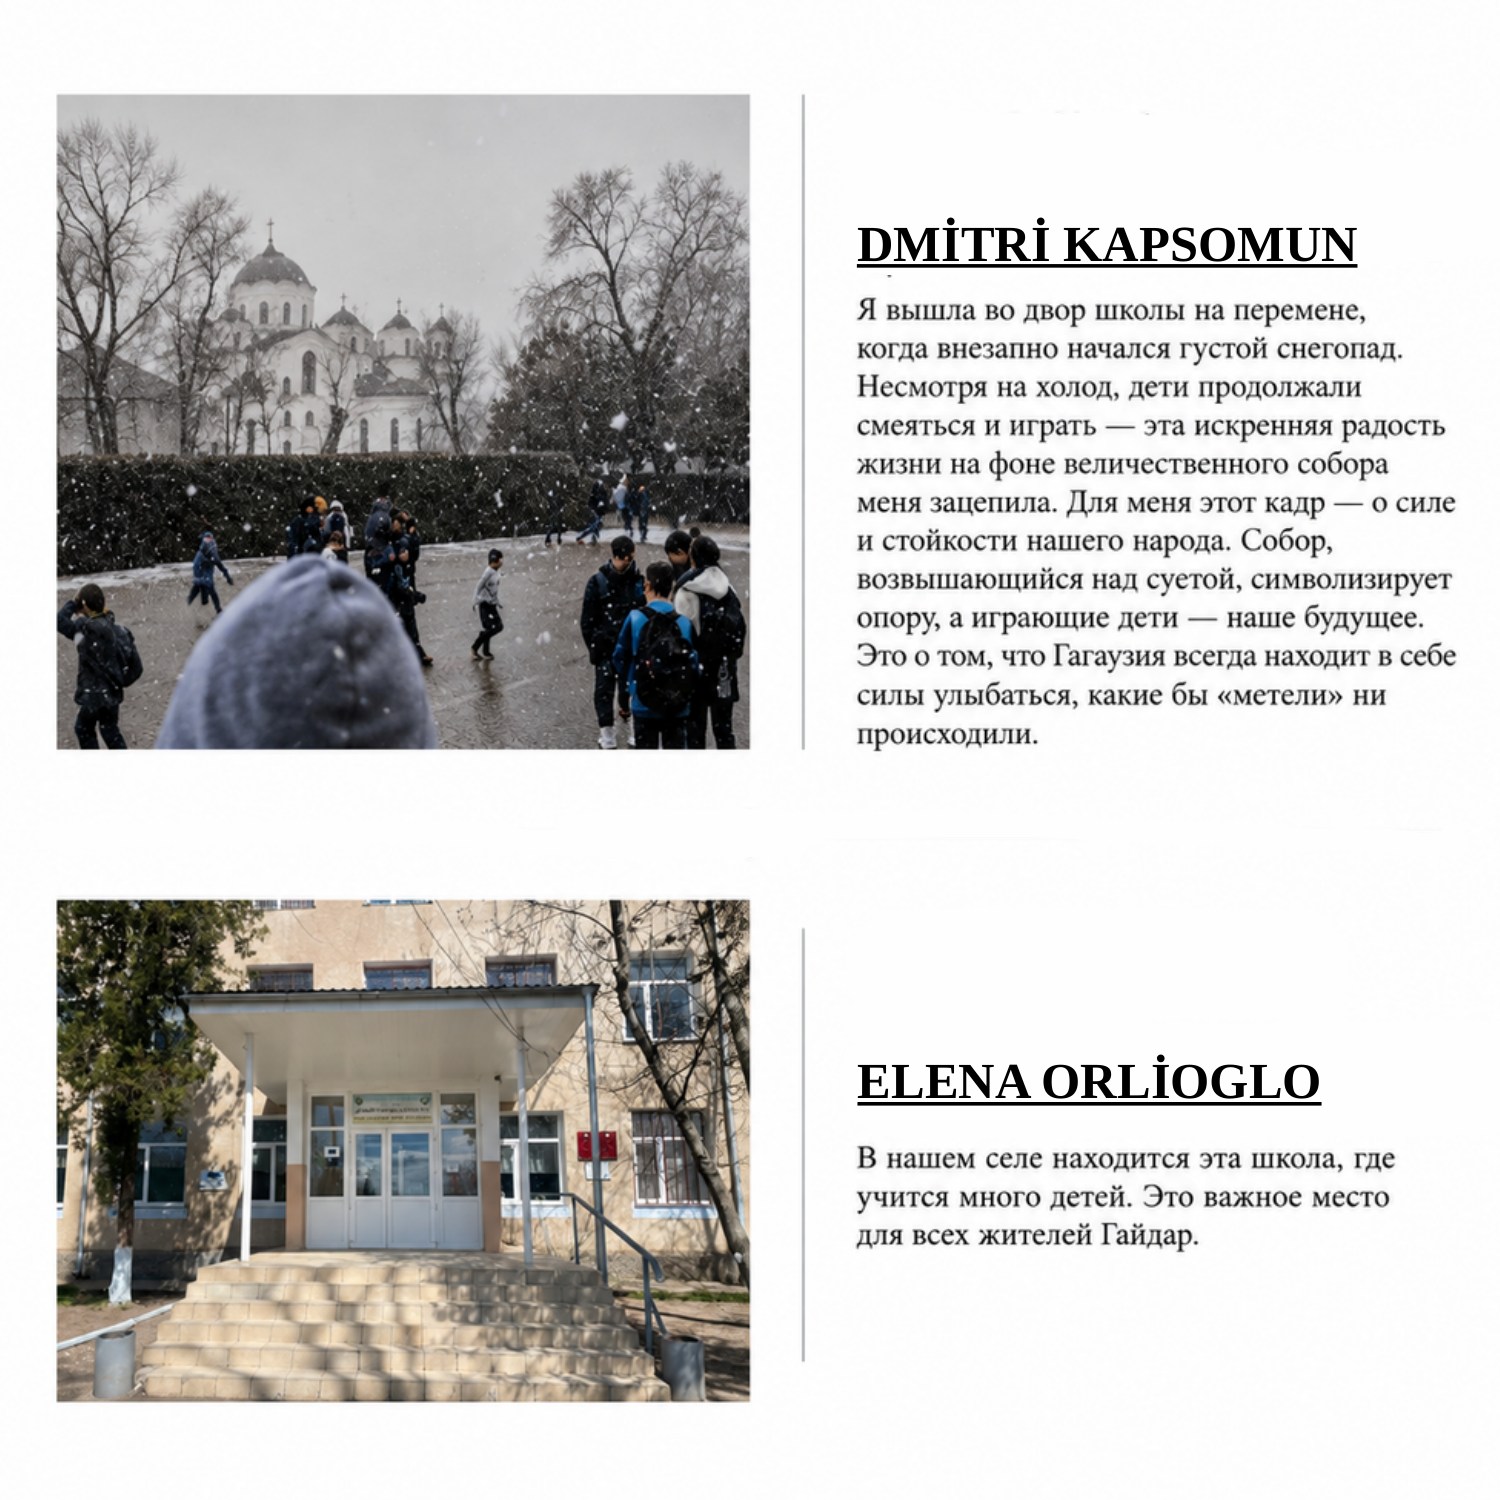 DMİTRİ KAPSOMUN
Я вышла во двор школы на перемене,
когда внезапно начался густой снегопад.
Несмотря на холод, дети продолжали
смеяться и играть — эта искренняя радость
жизни на фоне величественного собора
меня зацепила. Для меня этот кадр — о силе
и стойкости нашего народа. Собор,
возвышающийся над суетой, символизирует
опору, а играющие дети — наше будущее.
Это о том, что Гагаузия всегда находит в себе
силы улыбаться, какие бы «метели» ни
происходили.
ELENA ORLİOGLO
В нашем селе находится эта школа, где
учится много детей. Это важное место
для всех жителей Гайдар.